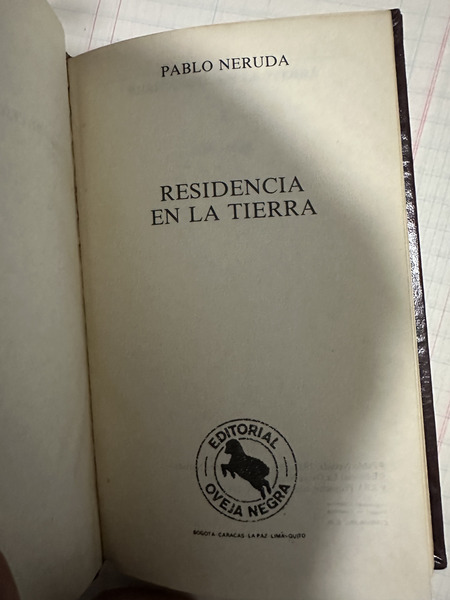 PABLO NERUDA
RESIDENCIA
EN LA TIERRA
EDITORIAL
OVEJA NEGRA
BOGOTA · CARACAS · LA PAZ · LIMA · QUITO